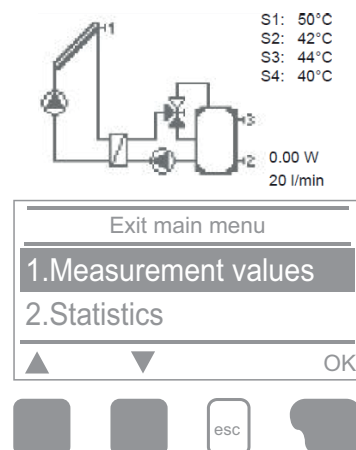 1
S1: 50°C
S2: 42°C
S3: 44°C
S4: 40°C
3
2
0.00 W
20 l/min
Exit main menu
1.Measurement values
2.Statistics
OK
esc